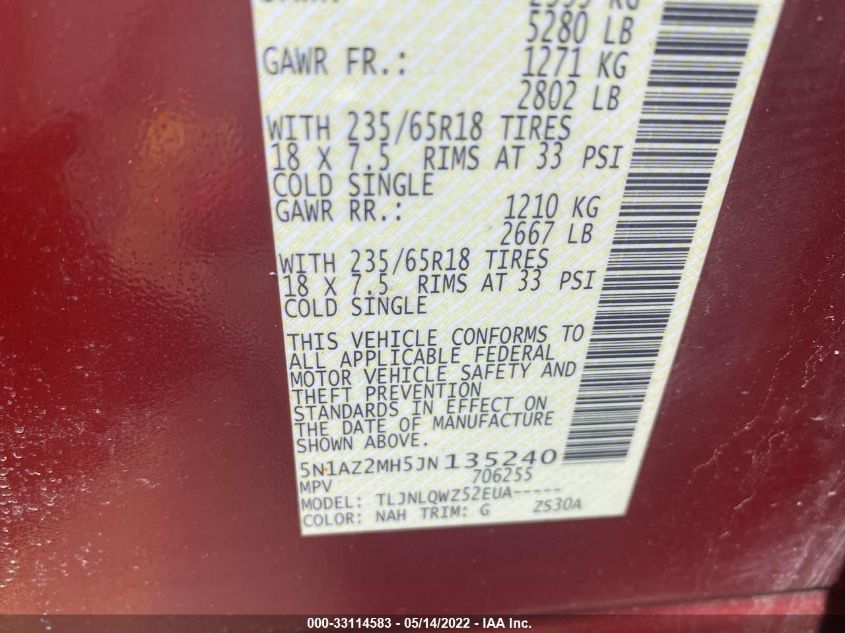 5280 LB
GAWR FR.: 1271 KG
2802 LB
WITH 235/65R18 TIRES
18 X 7.5 RIMS AT 33 PSI
COLD SINGLE
GAWR RR.: 1210 KG
2667 LB
WITH 235/65R18 TIRES
18 X 7.5 RIMS AT 33 PSI
COLD SINGLE
THIS VEHICLE CONFORMS TO
ALL APPLICABLE FEDERAL
MOTOR VEHICLE SAFETY AND
THEFT PREVENTION
STANDARDS IN EFFECT ON
THE DATE OF MANUFACTURE
SHOWN ABOVE.
5N1AZ2MH5JN135240
MPV 706255
MODEL: TLJNLQWZ52EUA-----
COLOR: NAH TRIM: G ZS30A
000-33114583 - 05/14/2022 - IAA Inc.